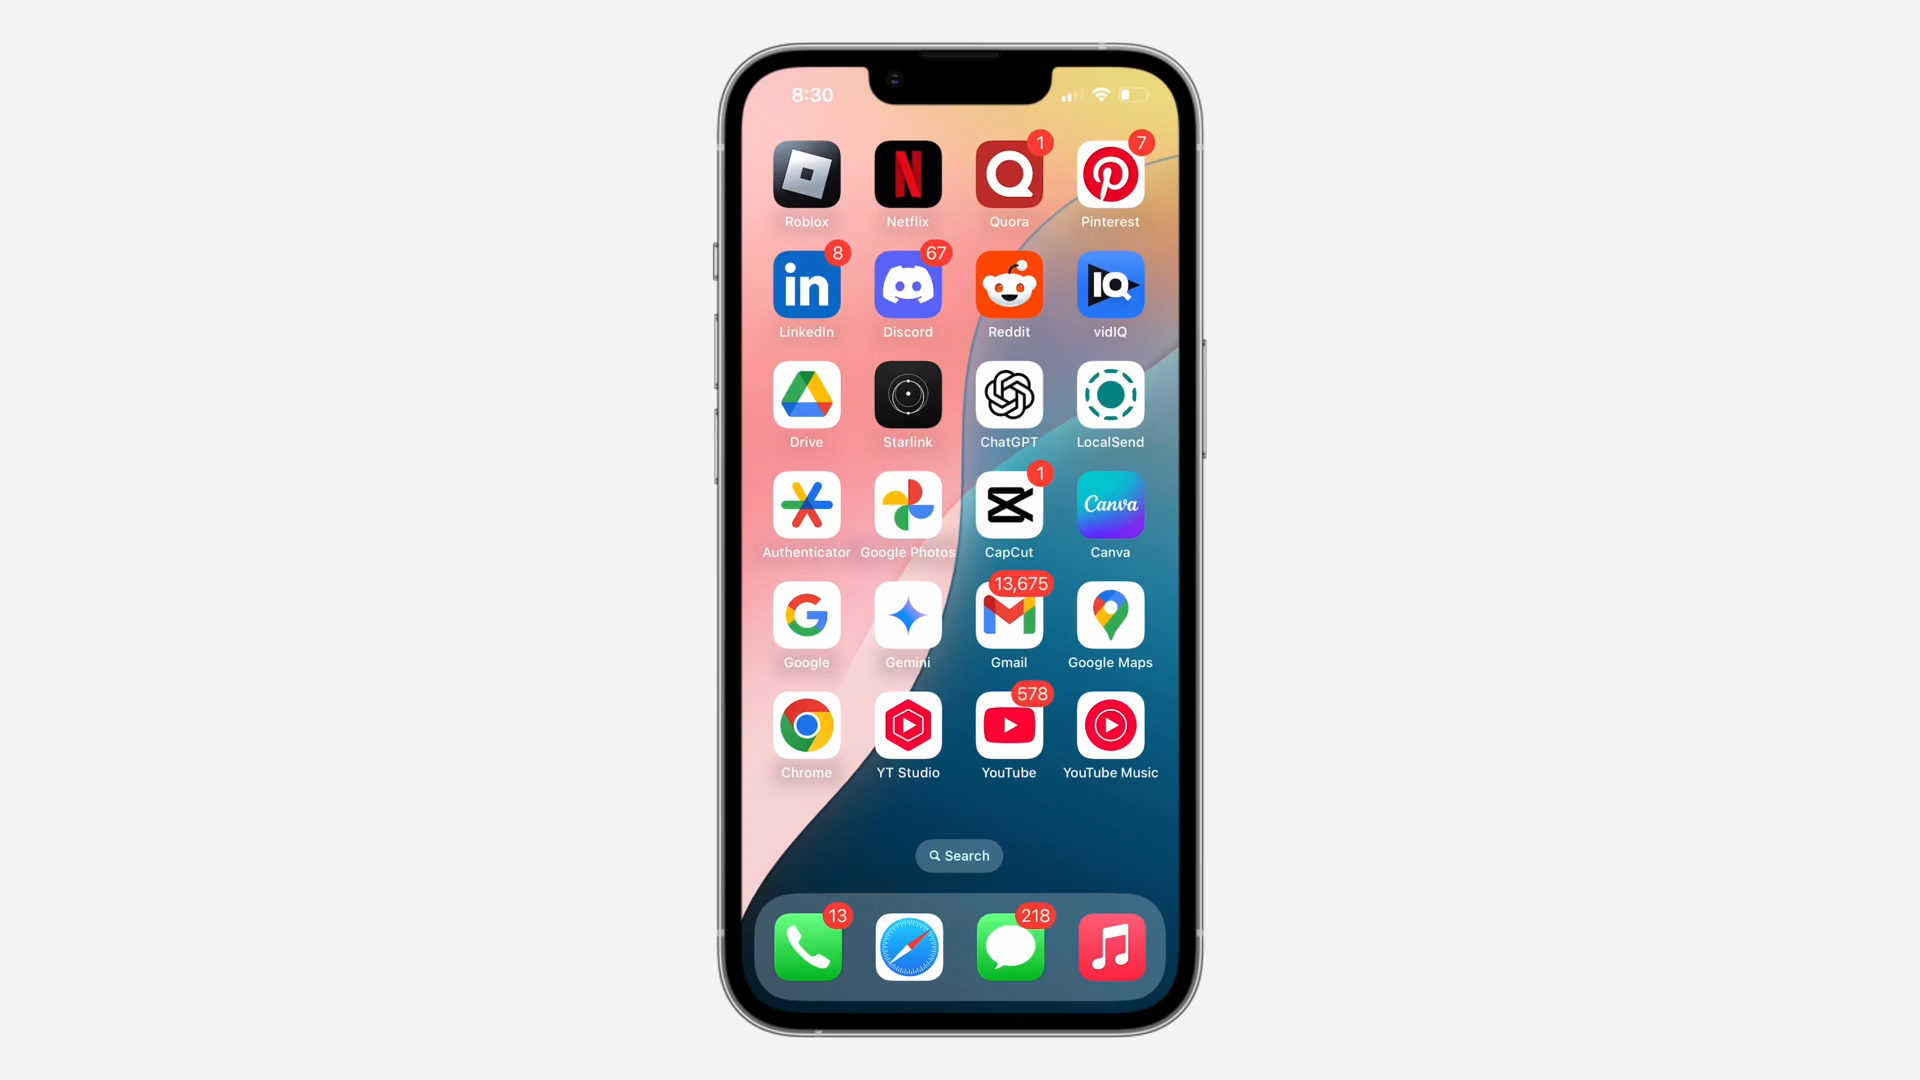 8:30
1
7
Roblox
Netflix
Quora
Pinterest
8
67
in
IQ
LinkedIn
Discord
Reddit
vidIQ
Drive
Starlink
ChatGPT
LocalSend
1
Canva
Authenticator
Google Photos
CapCut
Canva
13,675
Google
Gemini
Gmail
Google Maps
578
Chrome
YT Studio
YouTube
YouTube Music
Search
13
218